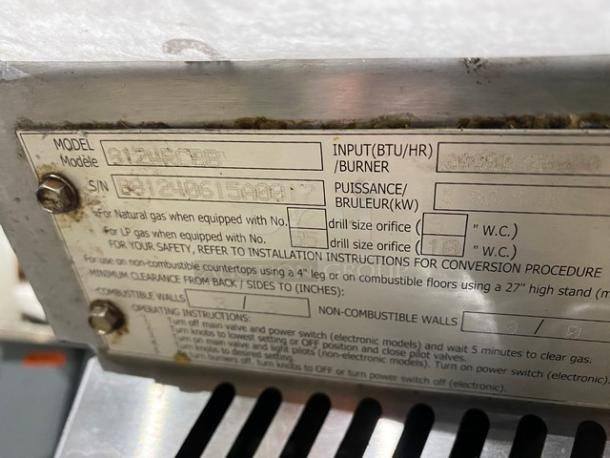 MODEL
Modèle
INPUT(BTU/HR)
/BURNER
S/N
PUISSANCE/
BRULEUR(kW)
For Natural gas when equipped with No. drill size orifice ( " W.C.)
For LP gas when equipped with No. drill size orifice ( 10 " W.C.)
FOR YOUR SAFETY, REFER TO INSTALLATION INSTRUCTIONS FOR CONVERSION PROCEDURE
For use on non-combustible countertops using a 4" leg or on combustible floors using a 27" high stand (m
MINIMUM CLEARANCE FROM BACK / SIDES TO (INCHES):
COMBUSTIBLE WALLS / NON-COMBUSTIBLE WALLS 0 / 0
OPERATING INSTRUCTIONS:
Turn off main valve and power switch (electronic models) and wait 5 minutes to clear gas.
Turn knobs to lowest setting or OFF position and close pilot valves.
Turn on main valve and light pilots (non-electronic models). Turn on power switch (electronic).
Turn knobs to desired setting.
Turn burners off, turn knobs to OFF or turn power switch off (electronic).